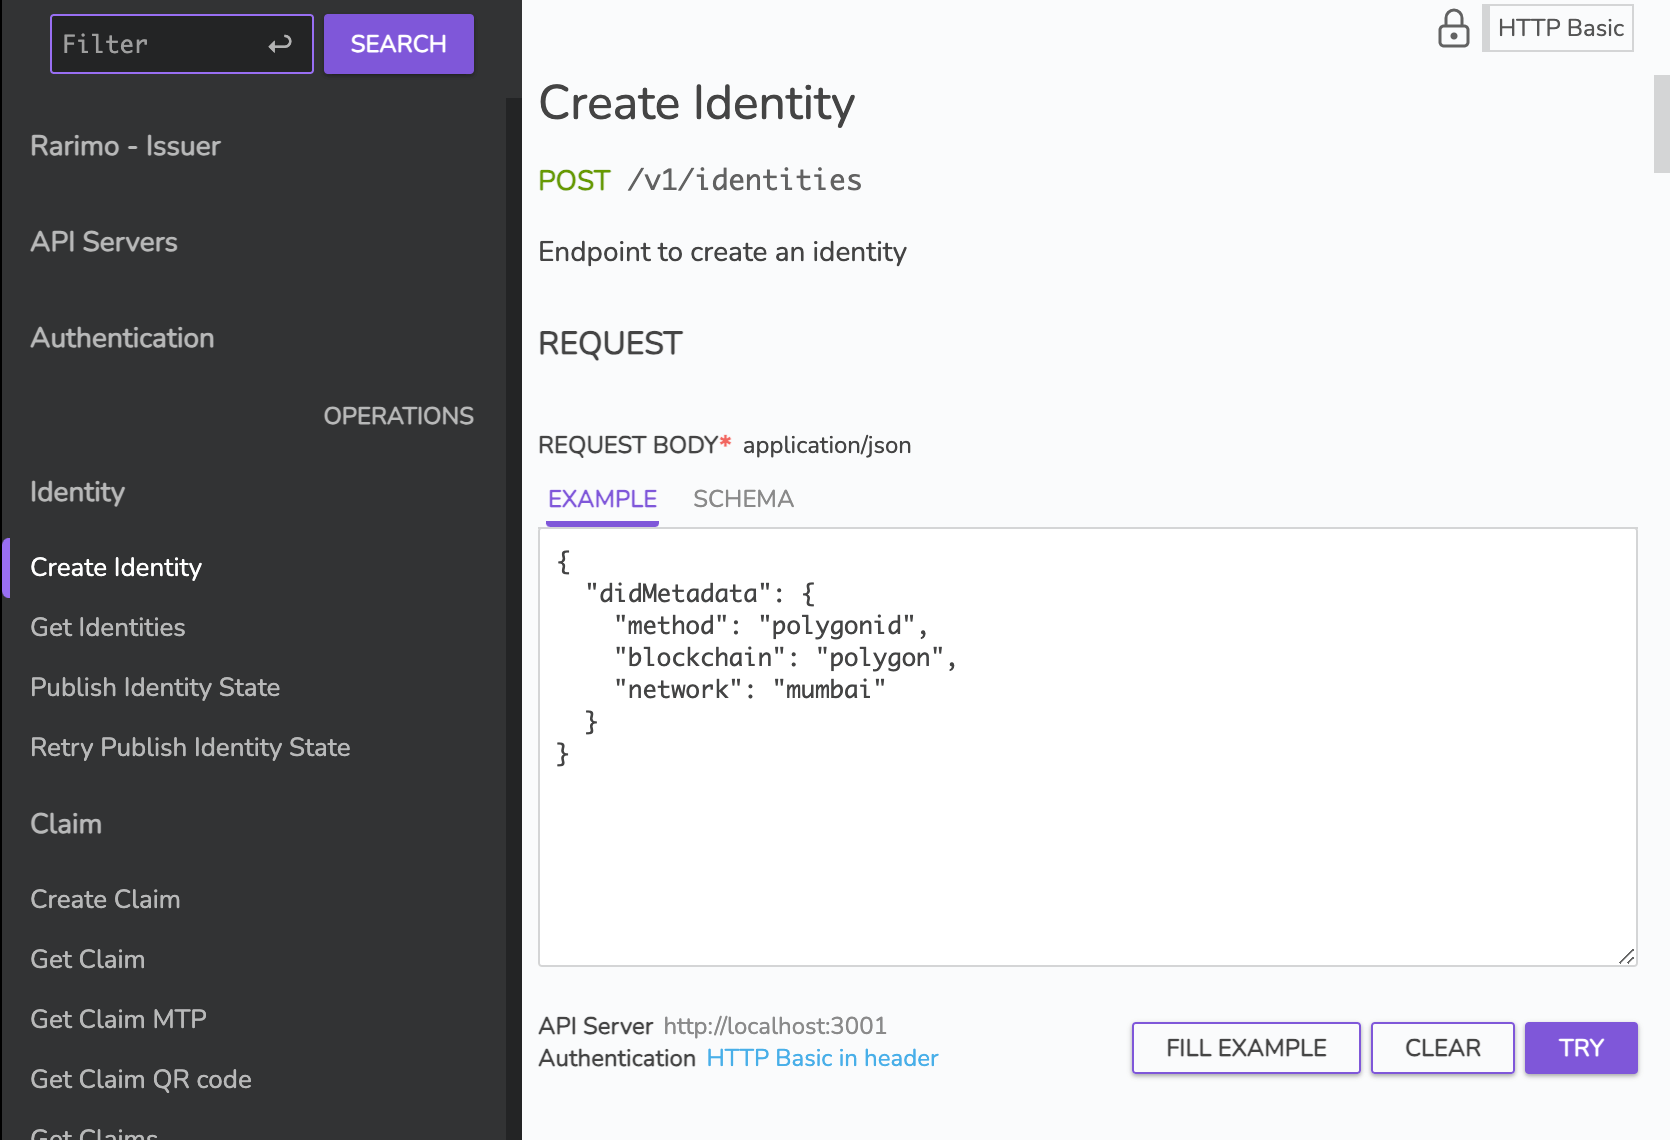 Filter
SEARCH
Rarimo - Issuer
API Servers
Authentication
OPERATIONS
Identity
Create Identity
Get Identities
Publish Identity State
Retry Publish Identity State
Claim
Create Claim
Get Claim
Get Claim MTP
Get Claim QR code
Get Claims
HTTP Basic
Create Identity
POST /v1/identities
Endpoint to create an identity
REQUEST
REQUEST BODY* application/json
EXAMPLE SCHEMA
{
  "didMetadata": {
    "method": "polygonid",
    "blockchain": "polygon",
    "network": "mumbai"
  }
}
API Server http://localhost:3001
Authentication HTTP Basic in header
FILL EXAMPLE CLEAR TRY